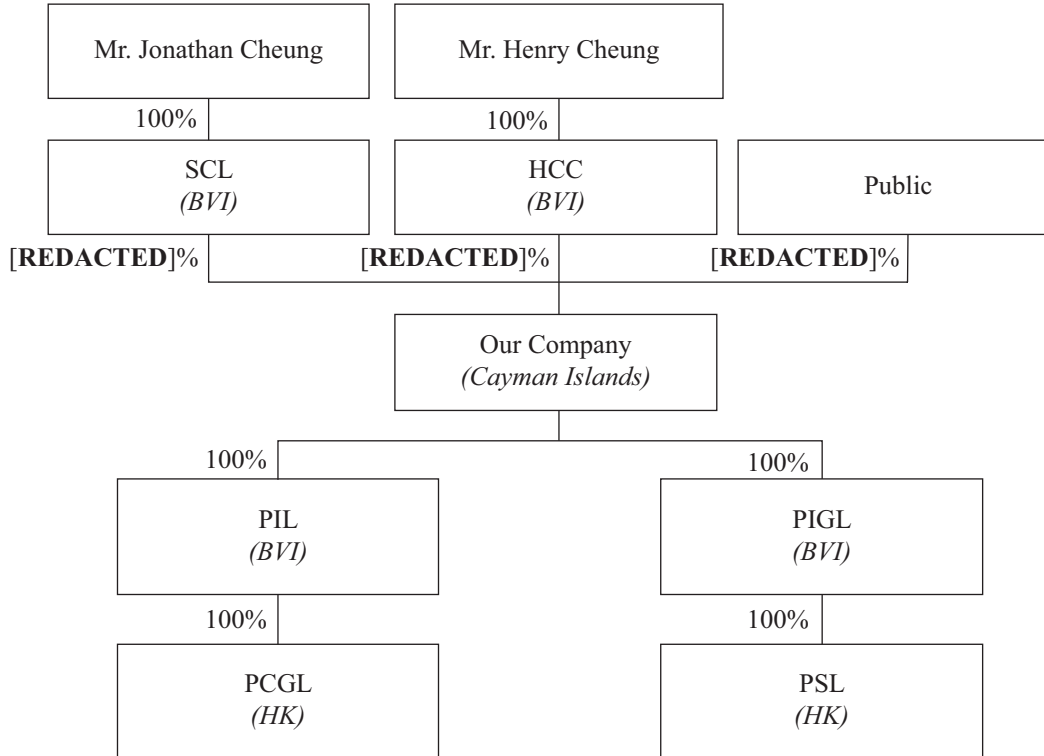 Mr. Jonathan Cheung
Mr. Henry Cheung
100%
100%
SCL
(BVI)
HCC
(BVI)
Public
[REDACTED]%
[REDACTED]%
[REDACTED]%
Our Company
(Cayman Islands)
100%
100%
PIL
(BVI)
PIGL
(BVI)
100%
100%
PCGL
(HK)
PSL
(HK)